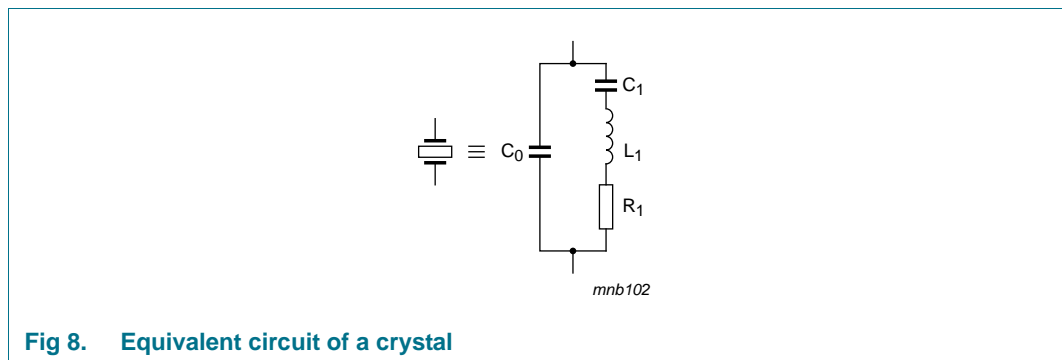 C1
C0
L1
R1
mnb102
Fig 8. Equivalent circuit of a crystal